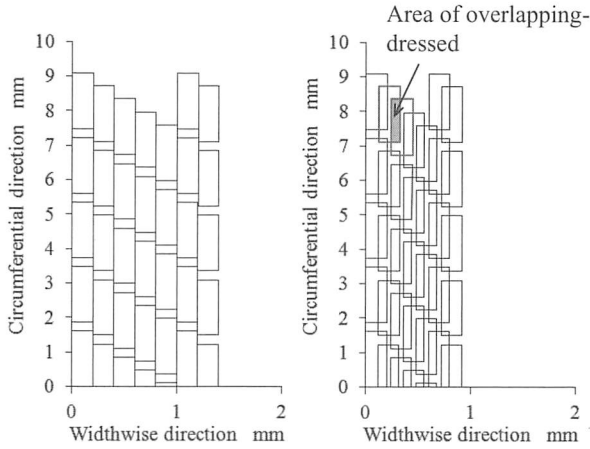 Area of overlapping-
dressed
10
9
8
7
6
5
4
3
2
1
0
Circumferential direction mm
0 1 2
Widthwise direction mm
10
9
8
7
6
5
4
3
2
1
0
Circumferential direction mm
0 1 2
Widthwise direction mm